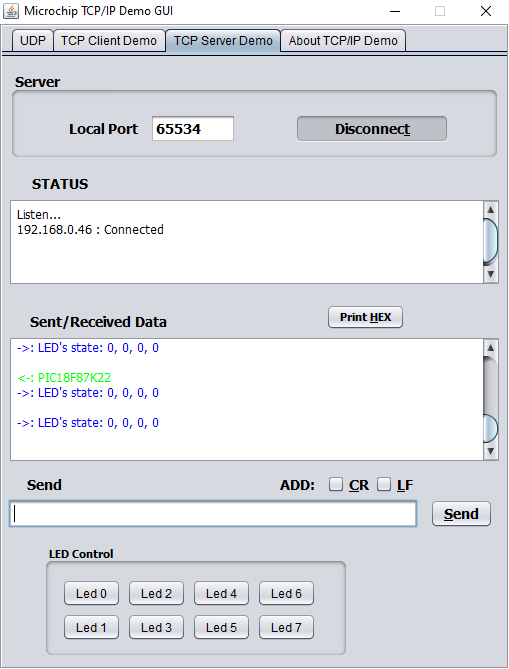 Microchip TCP/IP Demo GUI
UDP TCP Client Demo TCP Server Demo About TCP/IP Demo
Server
Local Port 65534 Disconnect
STATUS
Listen...
192.168.0.46 : Connected
Sent/Received Data Print HEX
->: LED's state: 0, 0, 0, 0
<-: PIC18F87K22
->: LED's state: 0, 0, 0, 0
->: LED's state: 0, 0, 0, 0
Send ADD: CR LF
Send
LED Control
Led 0 Led 2 Led 4 Led 6
Led 1 Led 3 Led 5 Led 7